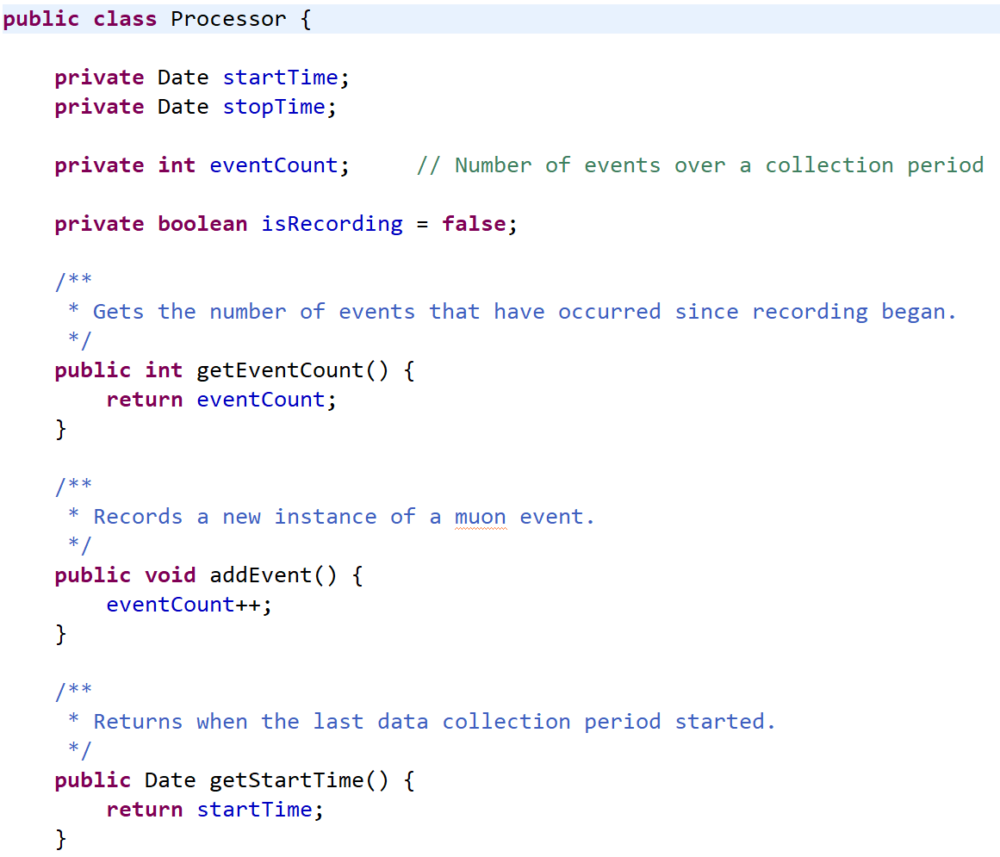 public class Processor {
private Date startTime;
private Date stopTime;
private int eventCount;     // Number of events over a collection period
private boolean isRecording = false;
/**
* Gets the number of events that have occurred since recording began.
*/
public int getEventCount() {
return eventCount;
}
/**
* Records a new instance of a muon event.
*/
public void addEvent() {
eventCount++;
}
/**
* Returns when the last data collection period started.
*/
public Date getStartTime() {
return startTime;
}